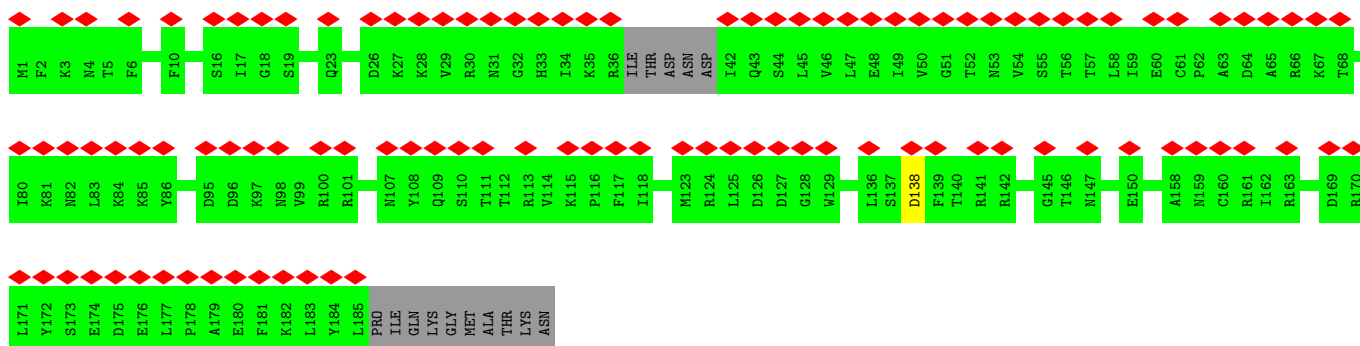 M1 F2 K3 N4 T5 F6 F10 S16 I17 G18 S19 Q23 D26 K27 K28 V29 R30 N31 G32 H33 I34 K35 R36 ILE THR ASP ASN ASP I42 Q43 S44 L45 V46 L47 E48 I49 V50 G51 T52 N53 V54 S55 T56 T57 L58 I59 E60 C61 P62 A63 D64 A65 R66 K67 T68
I80 K81 N82 L83 K84 K85 Y86 D95 D96 K97 N98 V99 R100 R101 N107 Y108 Q109 S110 T111 T112 R113 V114 K115 P116 F117 I118 M123 R124 L125 D126 D127 G128 W129 L136 S137 D138 F139 T140 R141 R142 G145 T146 N147 E150 A158 N159 C160 R161 I162 R163 D169 R170
L171 Y172 S173 E174 D175 E176 L177 P178 A179 E180 F181 K182 L183 Y184 L185 PRO ILE GLN LYS GLY MET ALA THR LYS ASN